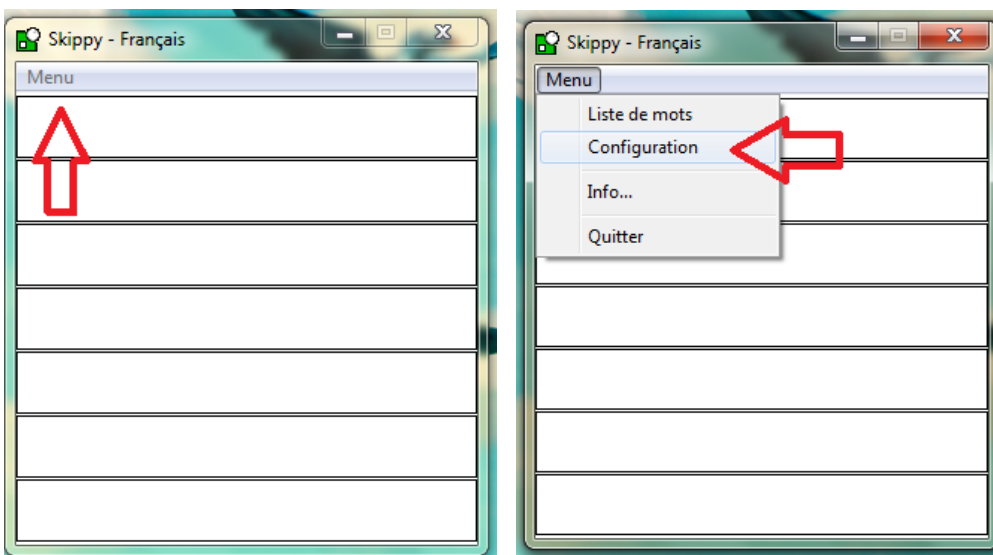 Skippy - Français
Menu
Skippy - Français
Menu
Liste de mots
Configuration
Info...
Quitter